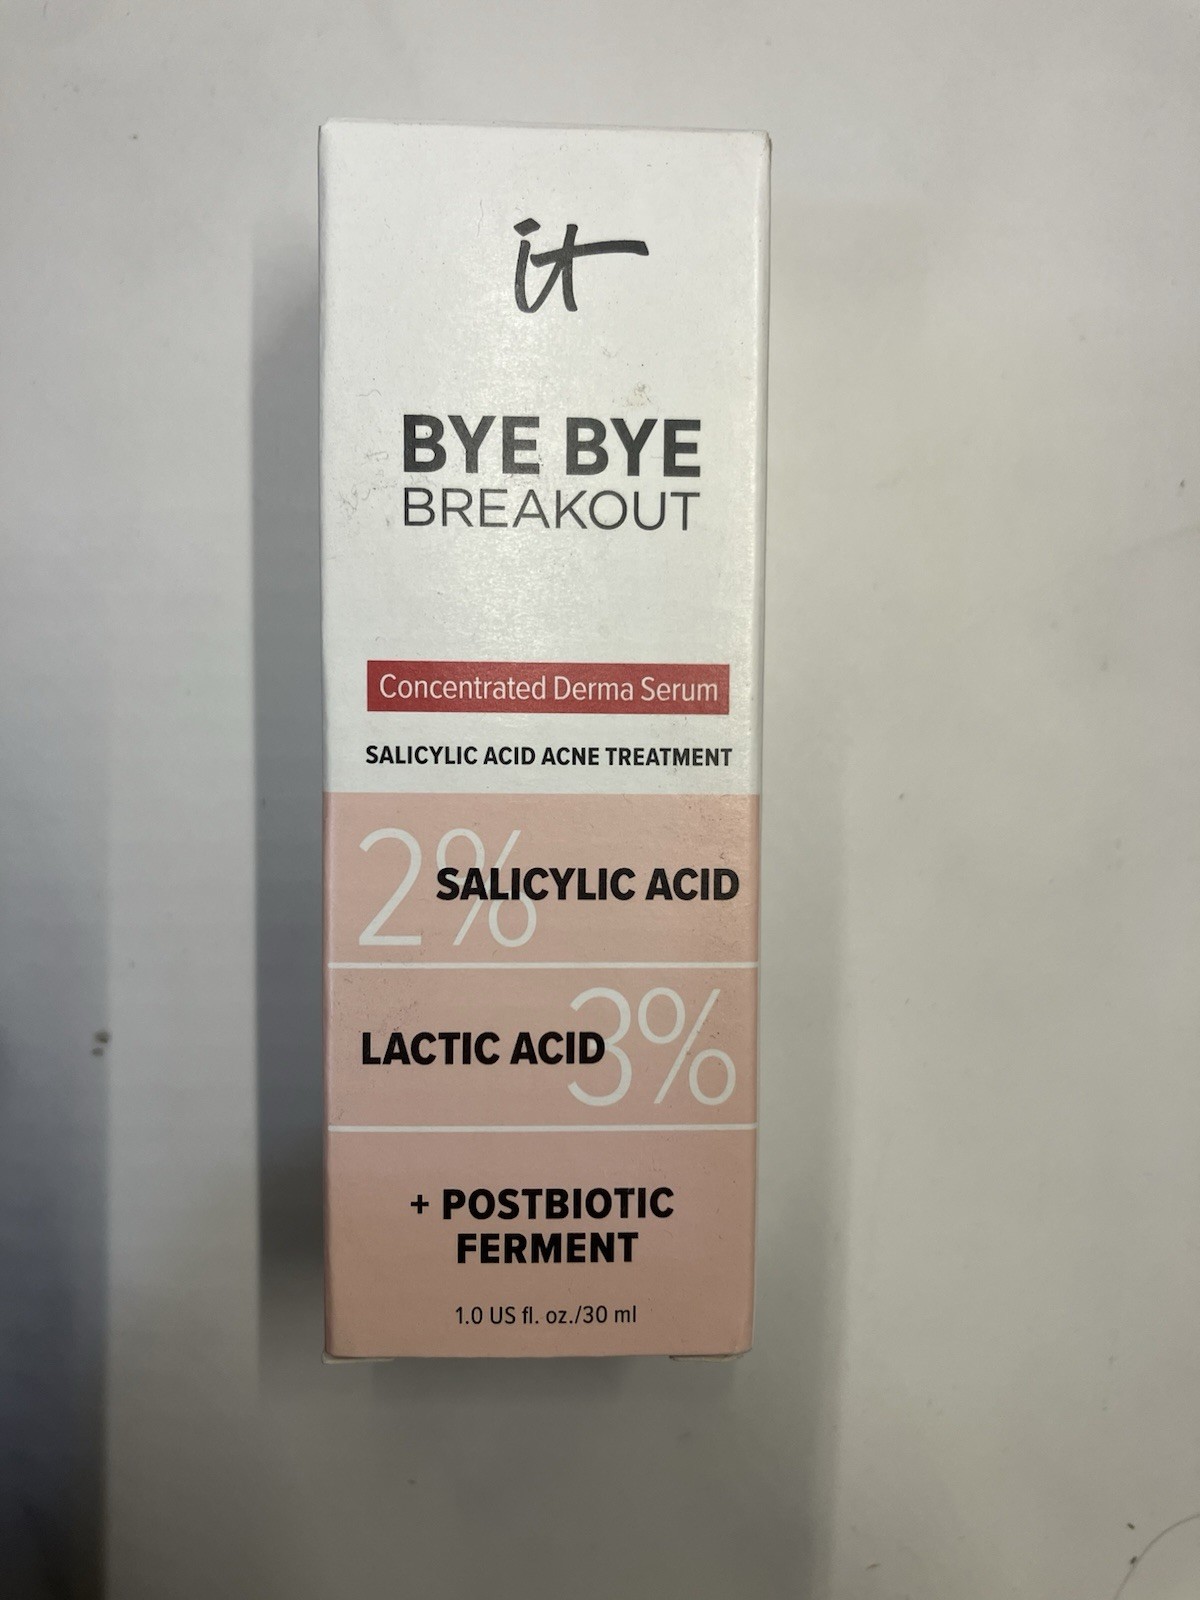 it
BYE BYE
BREAKOUT
Concentrated Derma Serum
SALICYLIC ACID ACNE TREATMENT
2% SALICYLIC ACID
LACTIC ACID 3%
+ POSTBIOTIC
FERMENT
1.0 US fl. oz./30 ml